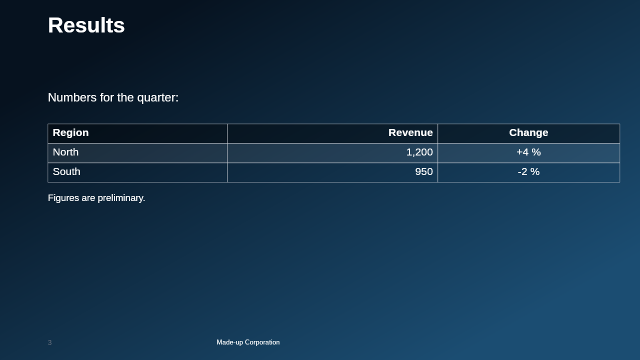 Results
Numbers for the quarter:
Region Revenue Change
North 1,200 +4 %
South 950 -2 %
Figures are preliminary.
3 Made-up Corporation